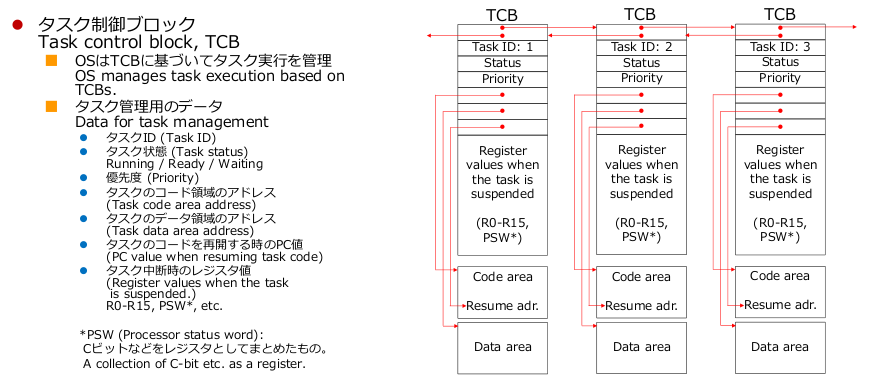 タスク制御ブロック
Task control block, TCB
OSはTCBに基づいてタスク実行を管理
OS manages task execution based on
TCBs.
タスク管理用のデータ
Data for task management
タスクID (Task ID)
タスク状態 (Task status)
Running / Ready / Waiting
優先度 (Priority)
タスクのコード領域のアドレス
(Task code area address)
タスクのデータ領域のアドレス
(Task data area address)
タスクのコードを再開する時のPC値
(PC value when resuming task code)
タスク中断時のレジスタ値
(Register values when the task
is suspended.)
R0-R15, PSW*, etc.
*PSW (Processor status word):
Cビットなどをレジスタとしてまとめたもの。
A collection of C-bit etc. as a register.
TCB
Task ID: 1
Status
Priority
Register
values when
the task is
suspended
(R0-R15,
PSW*)
Code area
Resume adr.
Data area
TCB
Task ID: 2
Status
Priority
Register
values when
the task is
suspended
(R0-R15,
PSW*)
Code area
Resume adr.
Data area
TCB
Task ID: 3
Status
Priority
Register
values when
the task is
suspended
(R0-R15,
PSW*)
Code area
Resume adr.
Data area